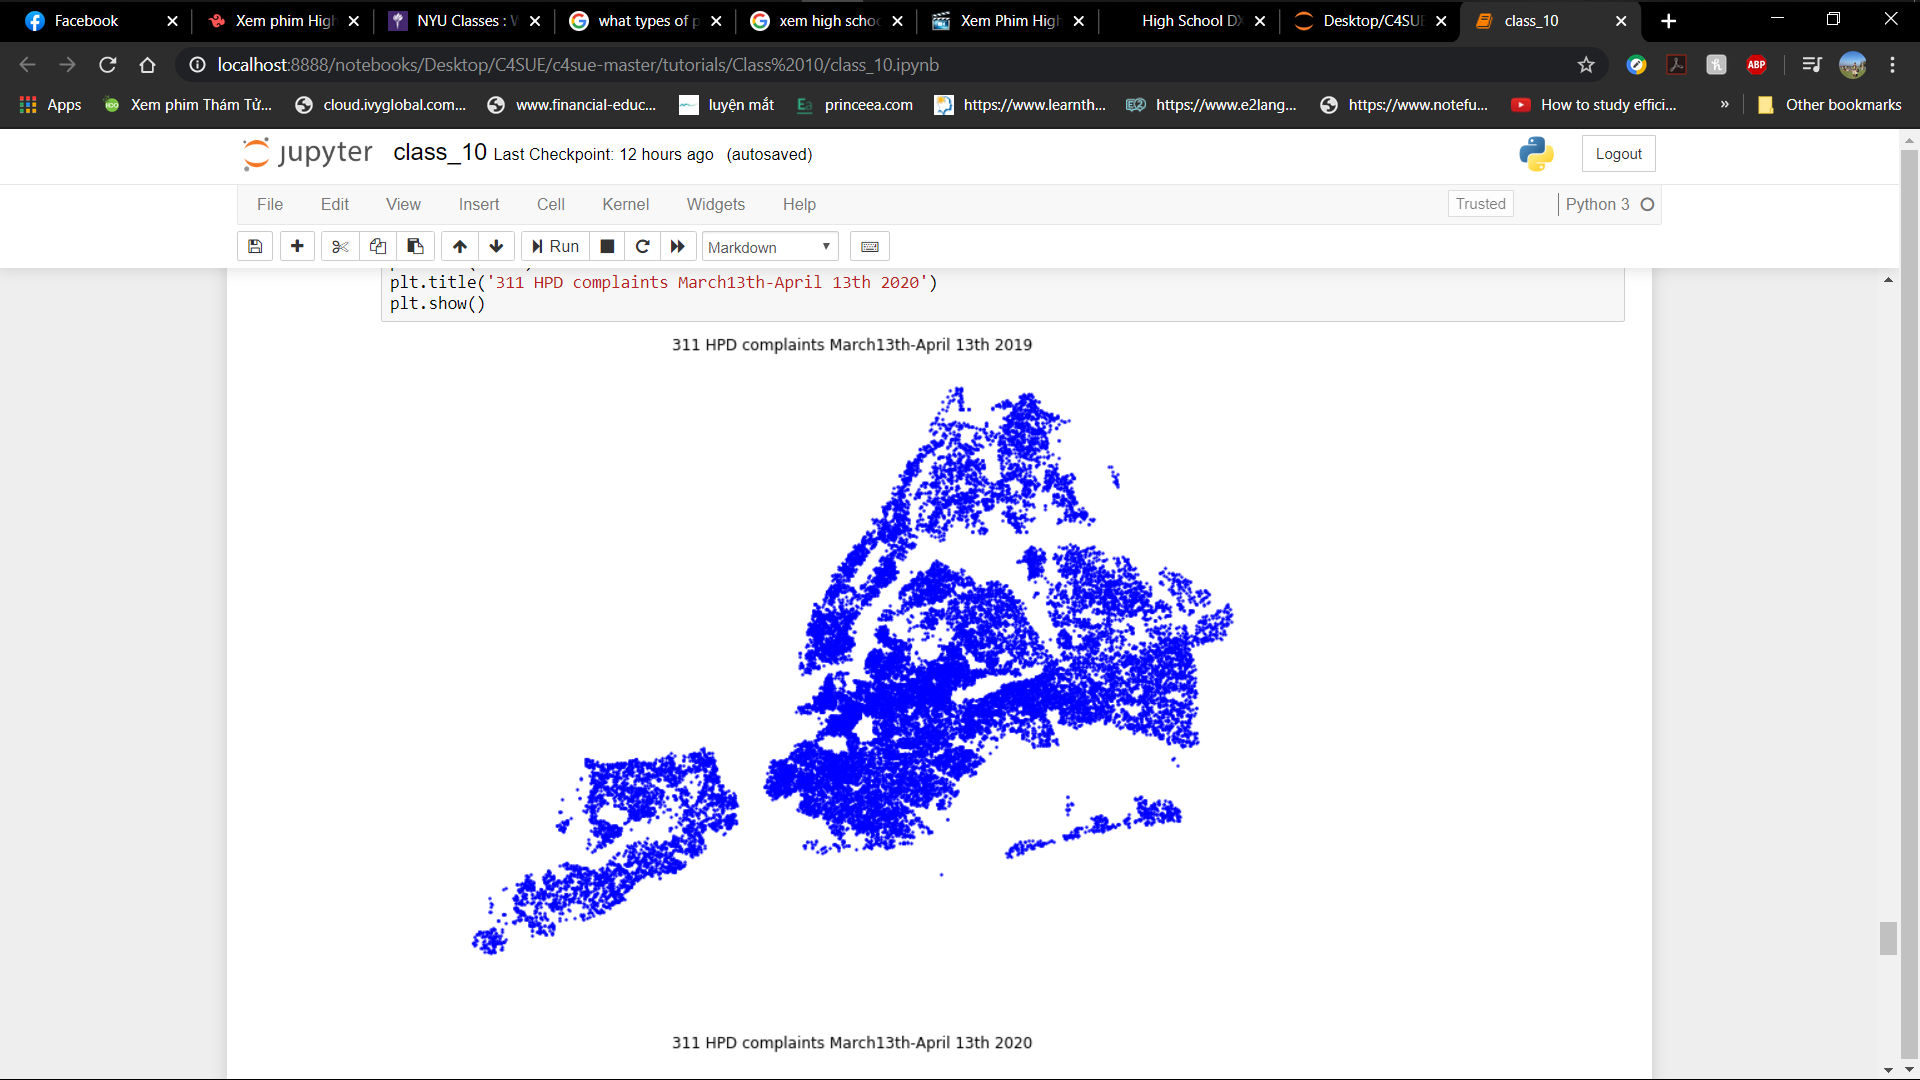 Facebook
Xem phim High
NYU Classes : W
what types of p
xem high schoo
Xem Phim High
High School DX
Desktop/C4SUE
class_10
localhost:8888/notebooks/Desktop/C4SUE/c4sue-master/tutorials/Class%2010/class_10.ipynb
ABP
Apps
Xem phim Thám Tử...
cloud.ivyglobal.com...
www.financial-educ...
luyện mắt
Ea
princeea.com
https://www.learnth...
https://www.e2lang...
https://www.notefu...
How to study effici...
»
Other bookmarks
jupyter
class_10 Last Checkpoint: 12 hours ago (autosaved)
Logout
File Edit View Insert Cell Kernel Widgets Help
Trusted
Python 3
Run
Markdown
plt.title('311 HPD complaints March13th-April 13th 2020')
plt.show()
311 HPD complaints March13th-April 13th 2019
311 HPD complaints March13th-April 13th 2020